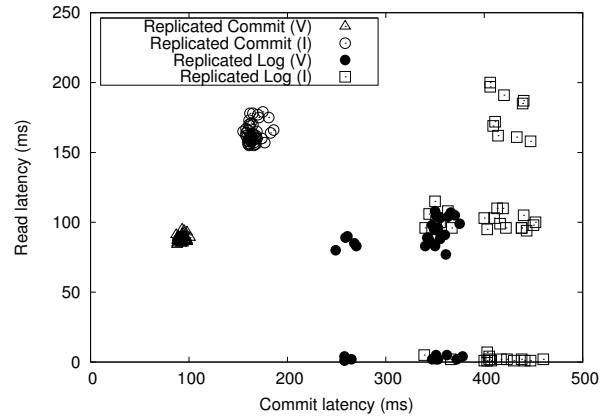 250
200
150
100
50
0
Read latency (ms)
Replicated Commit (V)
Replicated Commit (I)
Replicated Log (V)
Replicated Log (I)
0 100 200 300 400 500
Commit latency (ms)